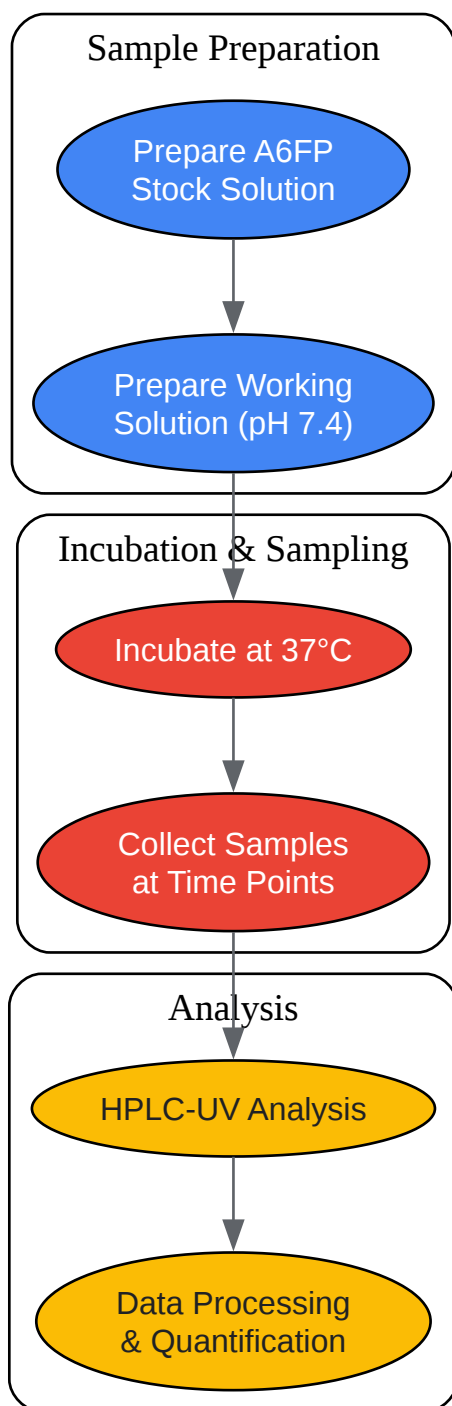 Sample Preparation
Prepare A6FP
Stock Solution
Prepare Working
Solution (pH 7.4)
Incubation & Sampling
Incubate at 37°C
Collect Samples
at Time Points
Analysis
HPLC-UV Analysis
Data Processing
& Quantification